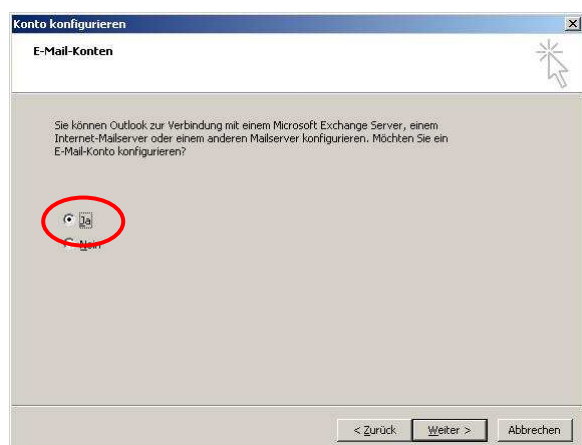 Konto konfigurieren
E-Mail-Konten
Sie können Outlook zur Verbindung mit einem Microsoft Exchange Server, einem
Internet-Mailserver oder einem anderen Mailserver konfigurieren. Möchten Sie ein
E-Mail-Konto konfigurieren?
Ja
Nein
< Zurück Weiter > Abbrechen